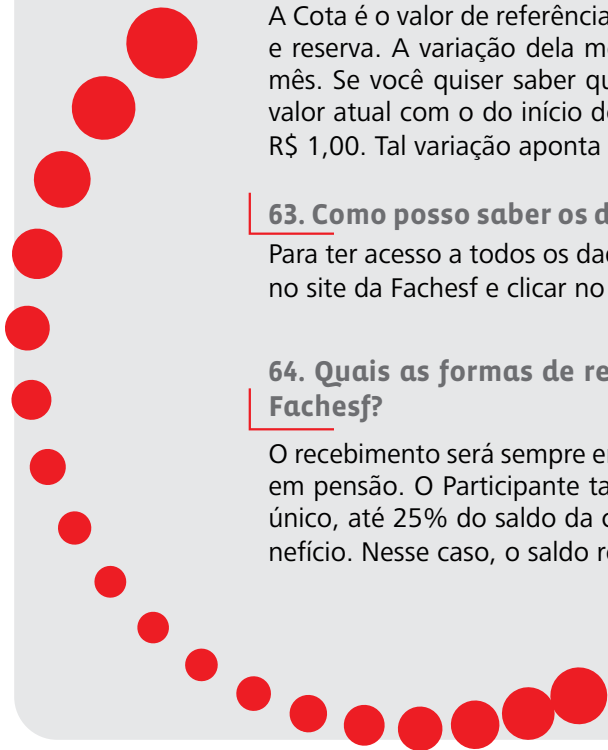 A Cota é o valor de referência
e reserva. A variação dela m
mês. Se você quiser saber qu
valor atual com o do início d
R$ 1,00. Tal variação aponta
63. Como posso saber os d
Para ter acesso a todos os da
no site da Fachesf e clicar no
64. Quais as formas de re
Fachesf?
O recebimento será sempre e
em pensão. O Participante ta
único, até 25% do saldo da c
nefício. Nesse caso, o saldo r